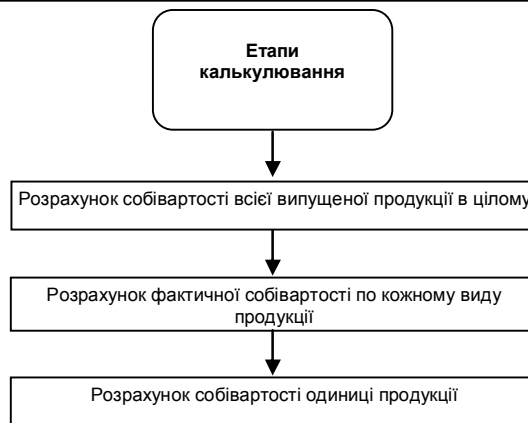 Етапи
калькулювання
Розрахунок собівартості всієї випущеної продукції в цілому
Розрахунок фактичної собівартості по кожному виду
продукції
Розрахунок собівартості одиниці продукції